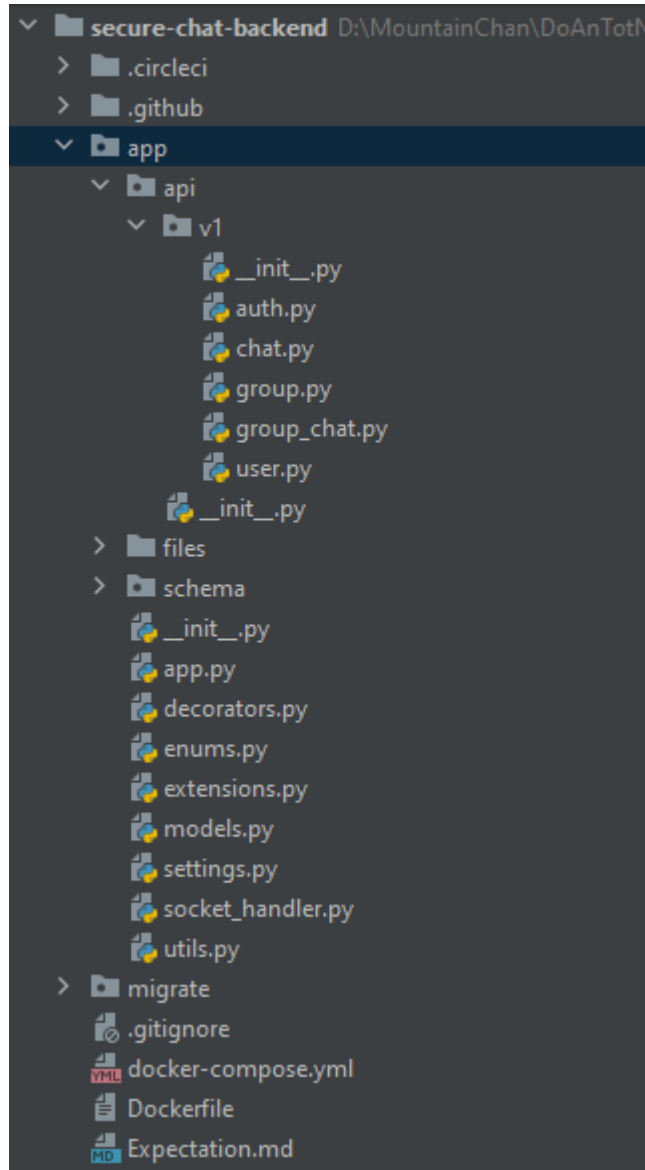 secure-chat-backend D:\MountainChan\DoAnTotN
.circleci
.github
app
api
v1
__init__.py
auth.py
chat.py
group.py
group_chat.py
user.py
__init__.py
files
schema
__init__.py
app.py
decorators.py
enums.py
extensions.py
models.py
settings.py
socket_handler.py
utils.py
migrate
.gitignore
YML docker-compose.yml
Dockerfile
MD Expectation.md